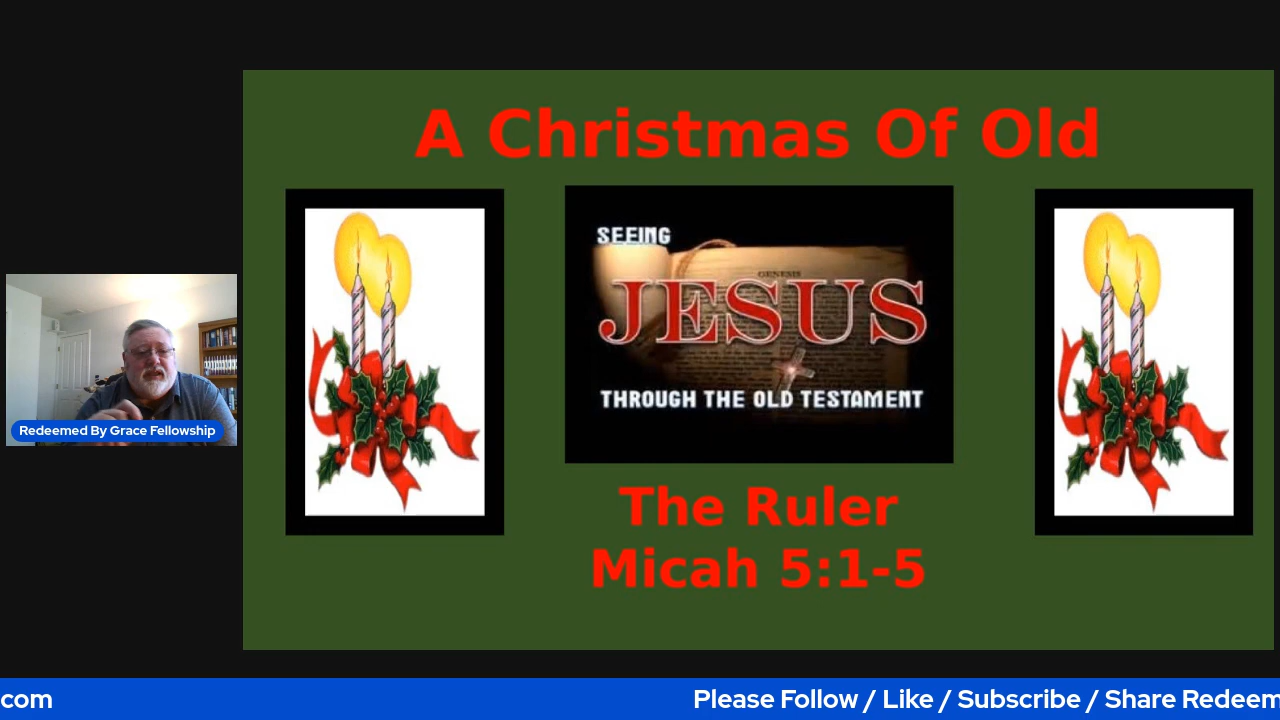 A Christmas Of Old
SEEING
GENESIS
JESUS
THROUGH THE OLD TESTAMENT
The Ruler
Micah 5:1-5
Redeemed By Grace Fellowship
com
Please Follow / Like / Subscribe / Share Redeem